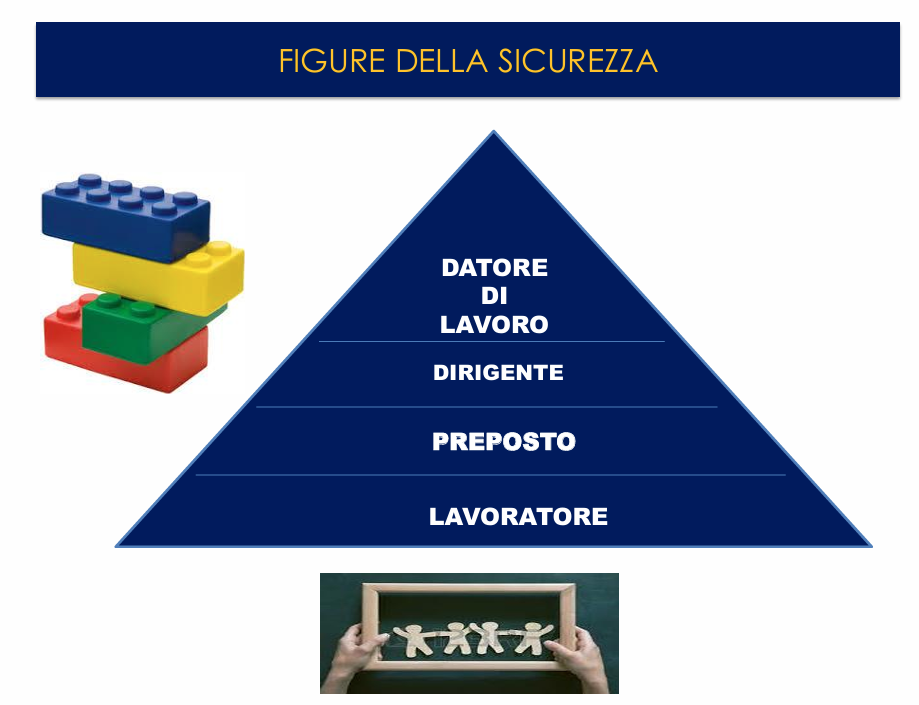 FIGURE DELLA SICUREZZA
DATORE
DI
LAVORO
DIRIGENTE
PREPOSTO
LAVORATORE